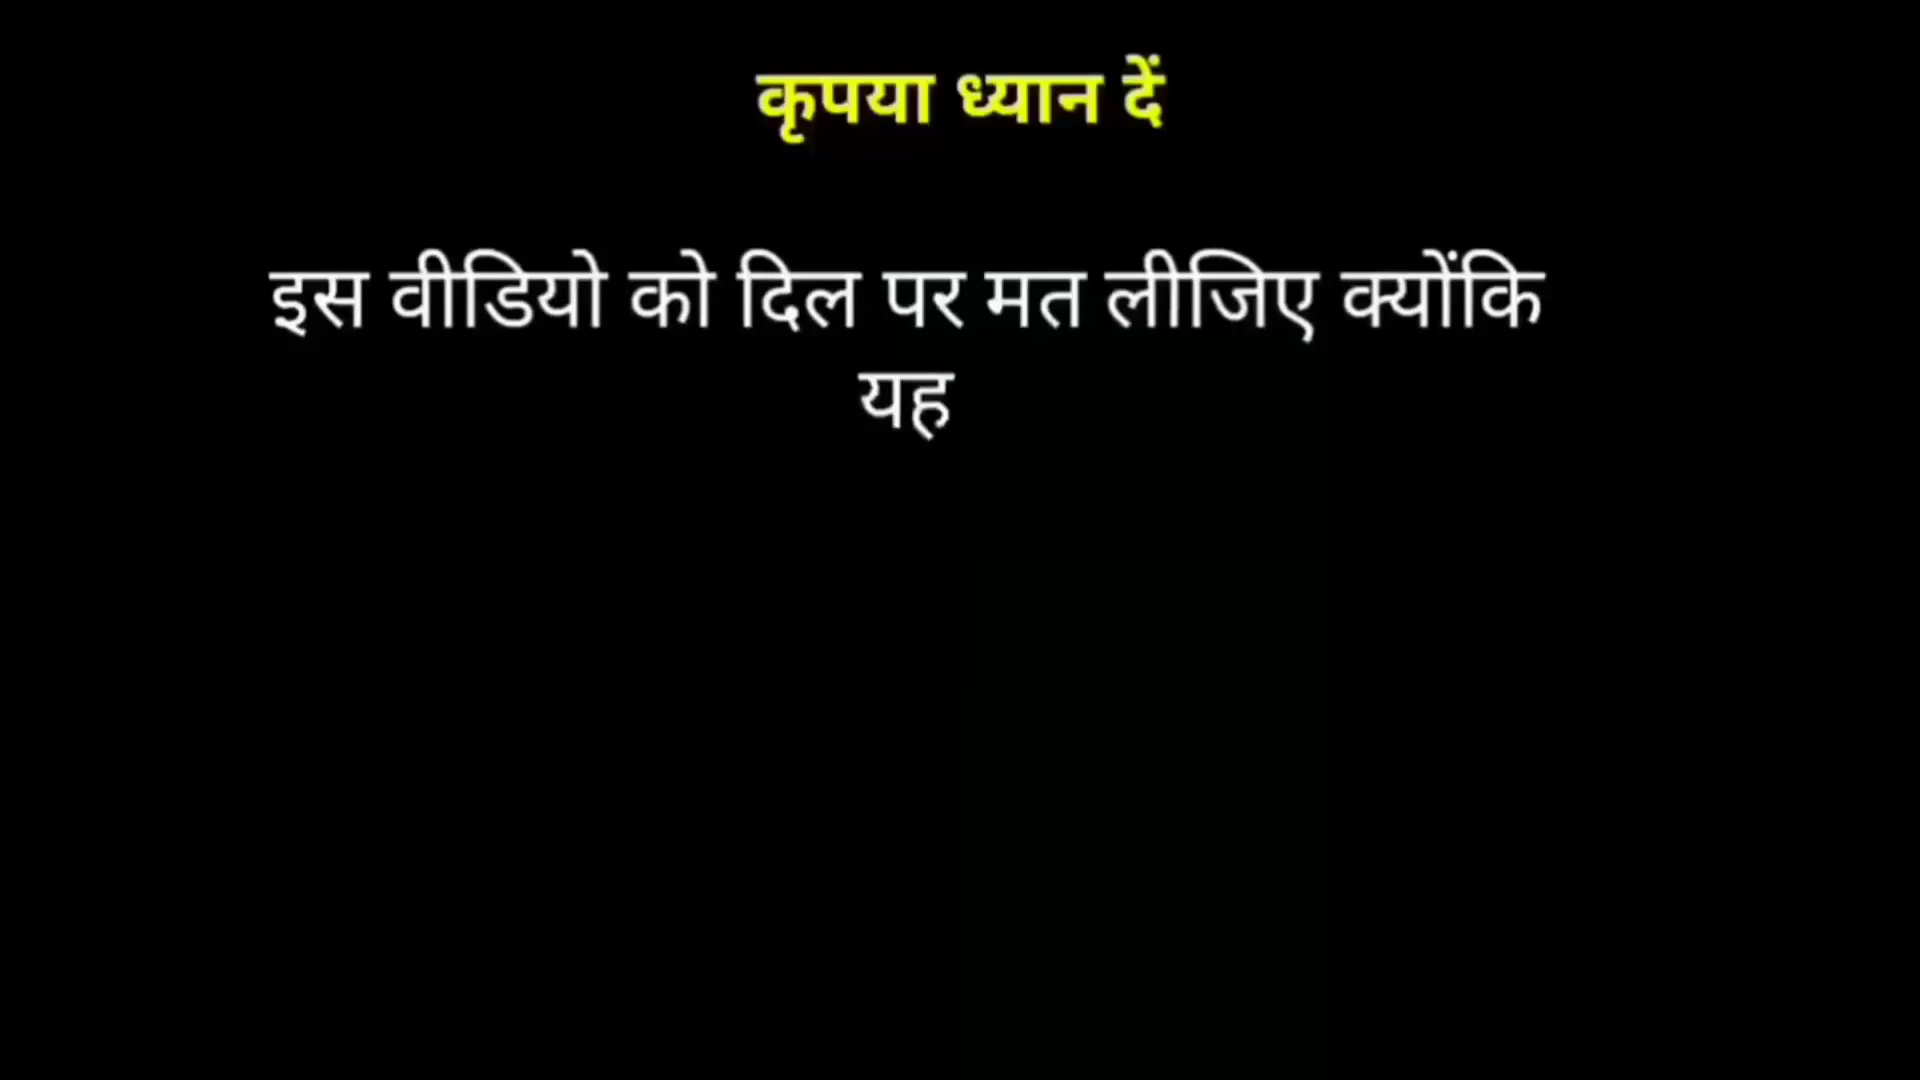 कृपया ध्यान दें
इस वीडियो को दिल पर मत लीजिए क्योंकि
यह